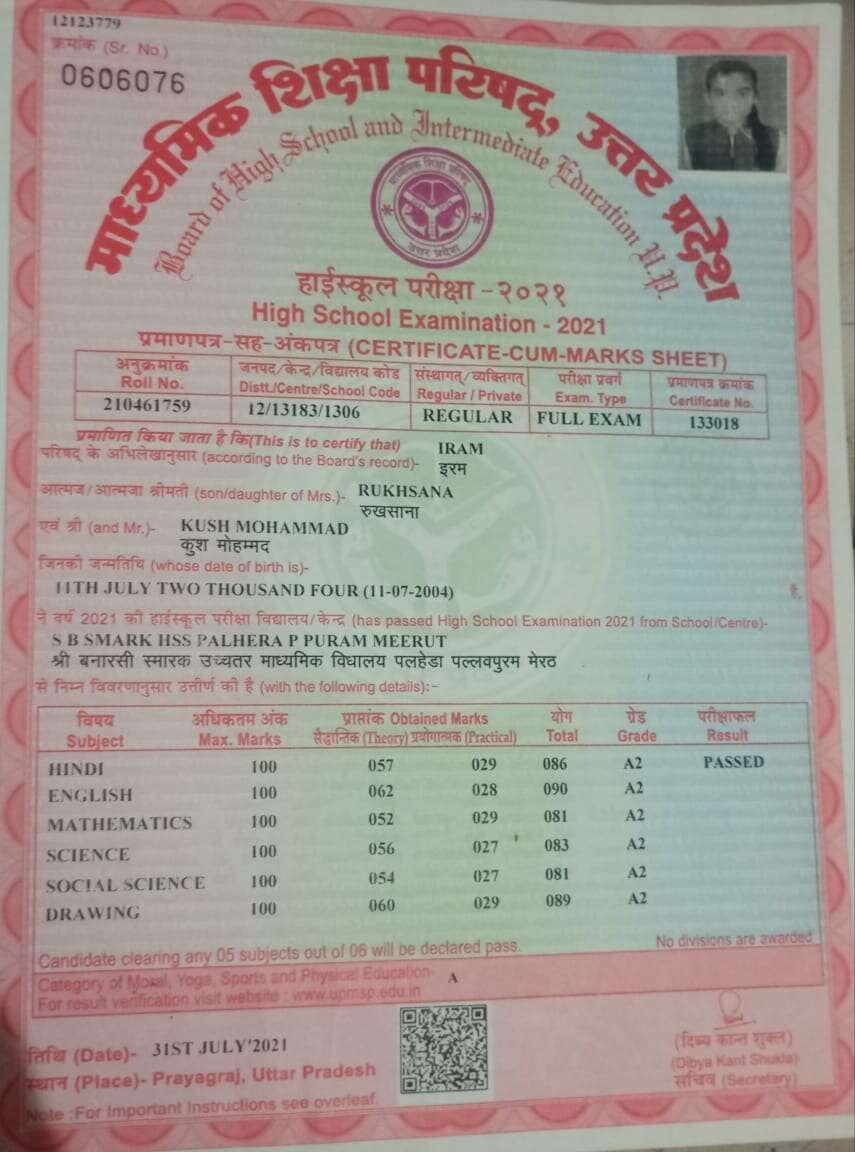 12123779
क्रमांक (Sr. No.)
0606076
माध्यमिक शिक्षा परिषद्, उत्तर प्रदेश
Board of High School and Intermediate Education U.P.
माध्यमिक शिक्षा परिषद्
उत्तर प्रदेश
हाईस्कूल परीक्षा - २०२१
High School Examination - 2021
प्रमाणपत्र-सह-अंकपत्र (CERTIFICATE-CUM-MARKS SHEET)
अनुक्रमांक जनपद/केन्द्र/विद्यालय कोड संस्थागत्/व्यक्तिगत् परीक्षा प्रवर्ग प्रमाणपत्र क्रमांक
Roll No. Distt./Centre/School Code Regular / Private Exam. Type Certificate No.
210461759 12/13183/1306 REGULAR FULL EXAM 133018
प्रमाणित किया जाता है कि(This is to certify that) IRAM
परिषद् के अभिलेखानुसार (according to the Board's record)- इरम
आत्मज/आत्मजा श्रीमती (son/daughter of Mrs.)- RUKHSANA
रुखसाना
एवं श्री (and Mr.)- KUSH MOHAMMAD
कुश मोहम्मद
जिनकी जन्मतिथि (whose date of birth is)-
11TH JULY TWO THOUSAND FOUR (11-07-2004) है,
ने वर्ष 2021 की हाईस्कूल परीक्षा विद्यालय/केन्द्र (has passed High School Examination 2021 from School/Centre)-
S B SMARK HSS PALHERA P PURAM MEERUT
श्री बनारसी स्मारक उच्चतर माध्यमिक विधालय पलहेडा पल्लवपुरम मेरठ
से निम्न विवरणानुसार उत्तीर्ण की है (with the following details):-
विषय अधिकतम अंक प्राप्तांक Obtained Marks योग ग्रेड परीक्षाफल
Subject Max. Marks सैद्धान्तिक (Theory) प्रयोगात्मक (Practical) Total Grade Result
HINDI 100 057 029 086 A2 PASSED
ENGLISH 100 062 028 090 A2
MATHEMATICS 100 052 029 081 A2
SCIENCE 100 056 027 083 A2
SOCIAL SCIENCE 100 054 027 081 A2
DRAWING 100 060 029 089 A2
Candidate clearing any 05 subjects out of 06 will be declared pass. No divisions are awarded
Category of Moral, Yoga, Sports and Physical Education- A
For result verification visit website : www.upmsp.edu.in
तिथि (Date)- 31ST JULY'2021
स्थान (Place)- Prayagraj, Uttar Pradesh
Note :For Important Instructions see overleaf.
(दिव्य कान्त शुक्ल)
(Dibya Kant Shukla)
सचिव (Secretary)